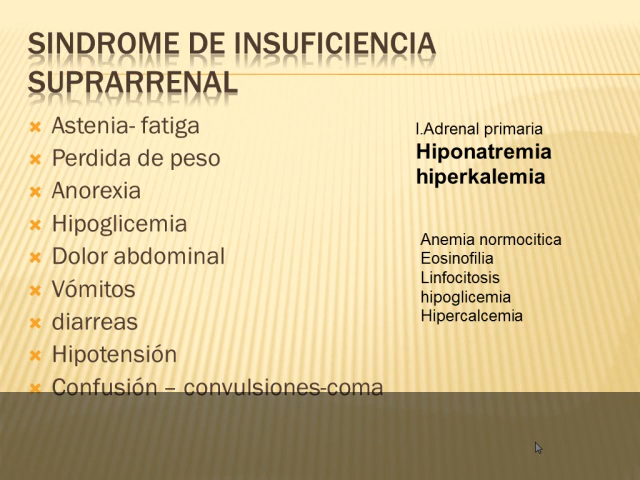 SINDROME DE INSUFICIENCIA
SUPRARRENAL
Astenia- fatiga
Perdida de peso
Anorexia
Hipoglicemia
Dolor abdominal
Vómitos
diarreas
Hipotensión
Confusión – convulsiones-coma
I.Adrenal primaria
Hiponatremia
hiperkalemia
Anemia normocitica
Eosinofilia
Linfocitosis
hipoglicemia
Hipercalcemia